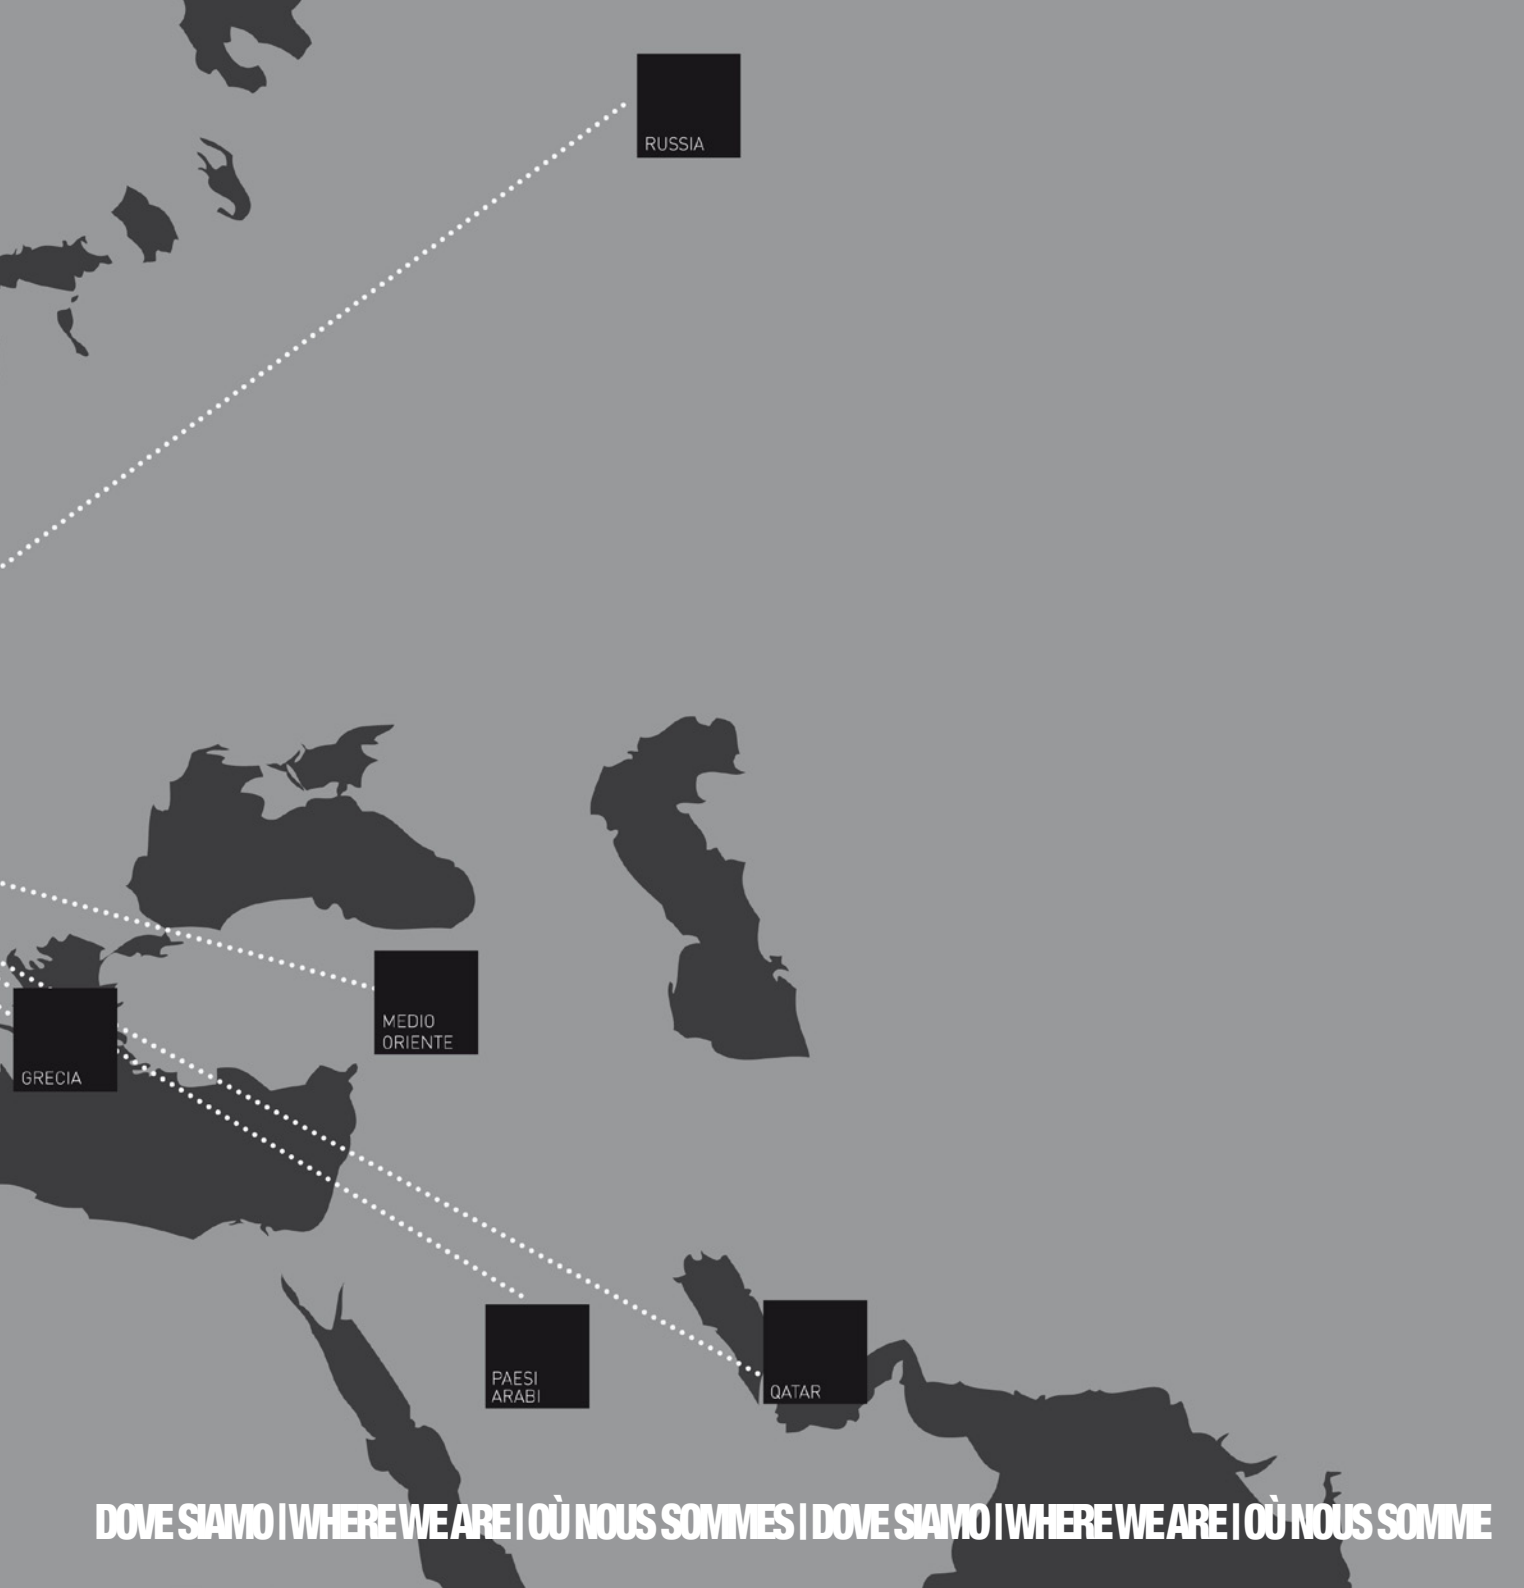 RUSSIA
MEDIO
ORIENTE
GRECIA
PAESI
ARABI
QATAR
DOVE SIAMO | WHERE WE ARE | OÙ NOUS SOMMES | DOVE SIAMO | WHERE WE ARE | OÙ NOUS SOMME